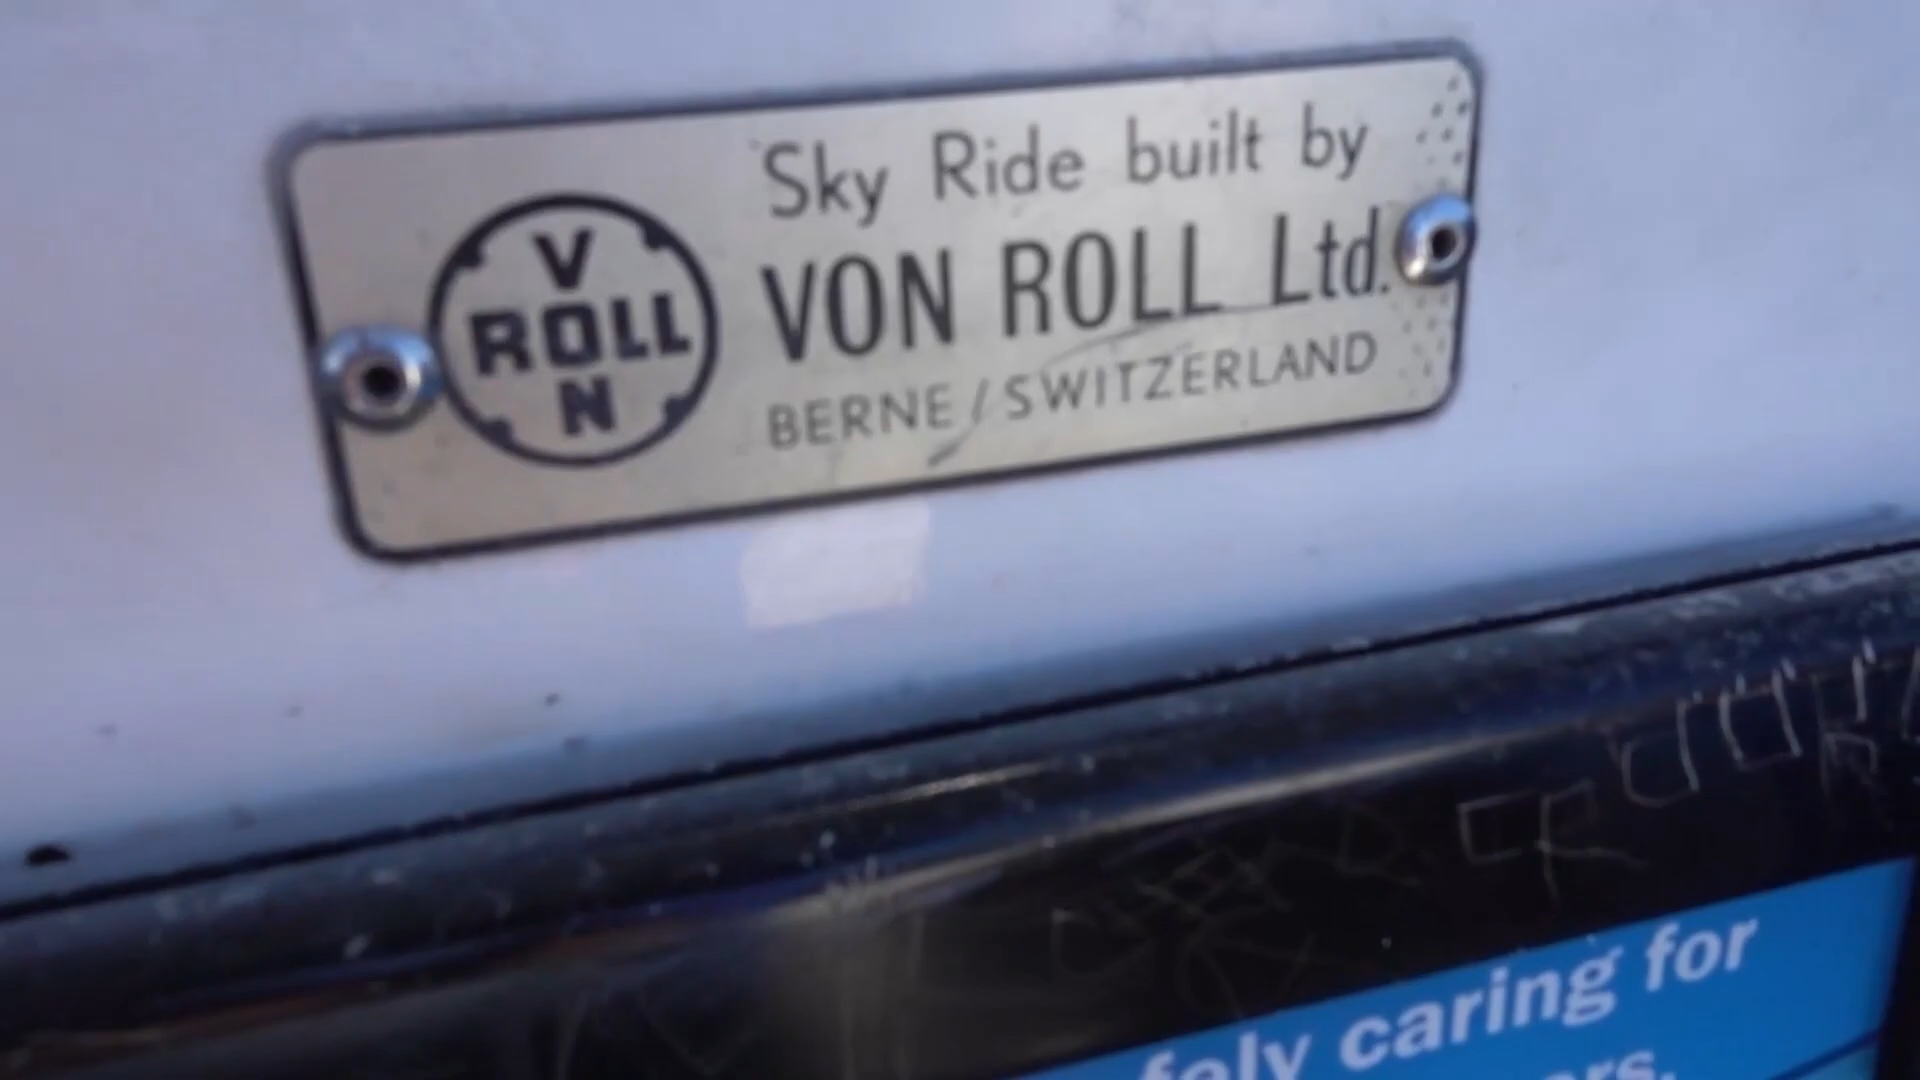 V
ROLL
N
Sky Ride built by
VON ROLL Ltd.
BERNE / SWITZERLAND
caring for